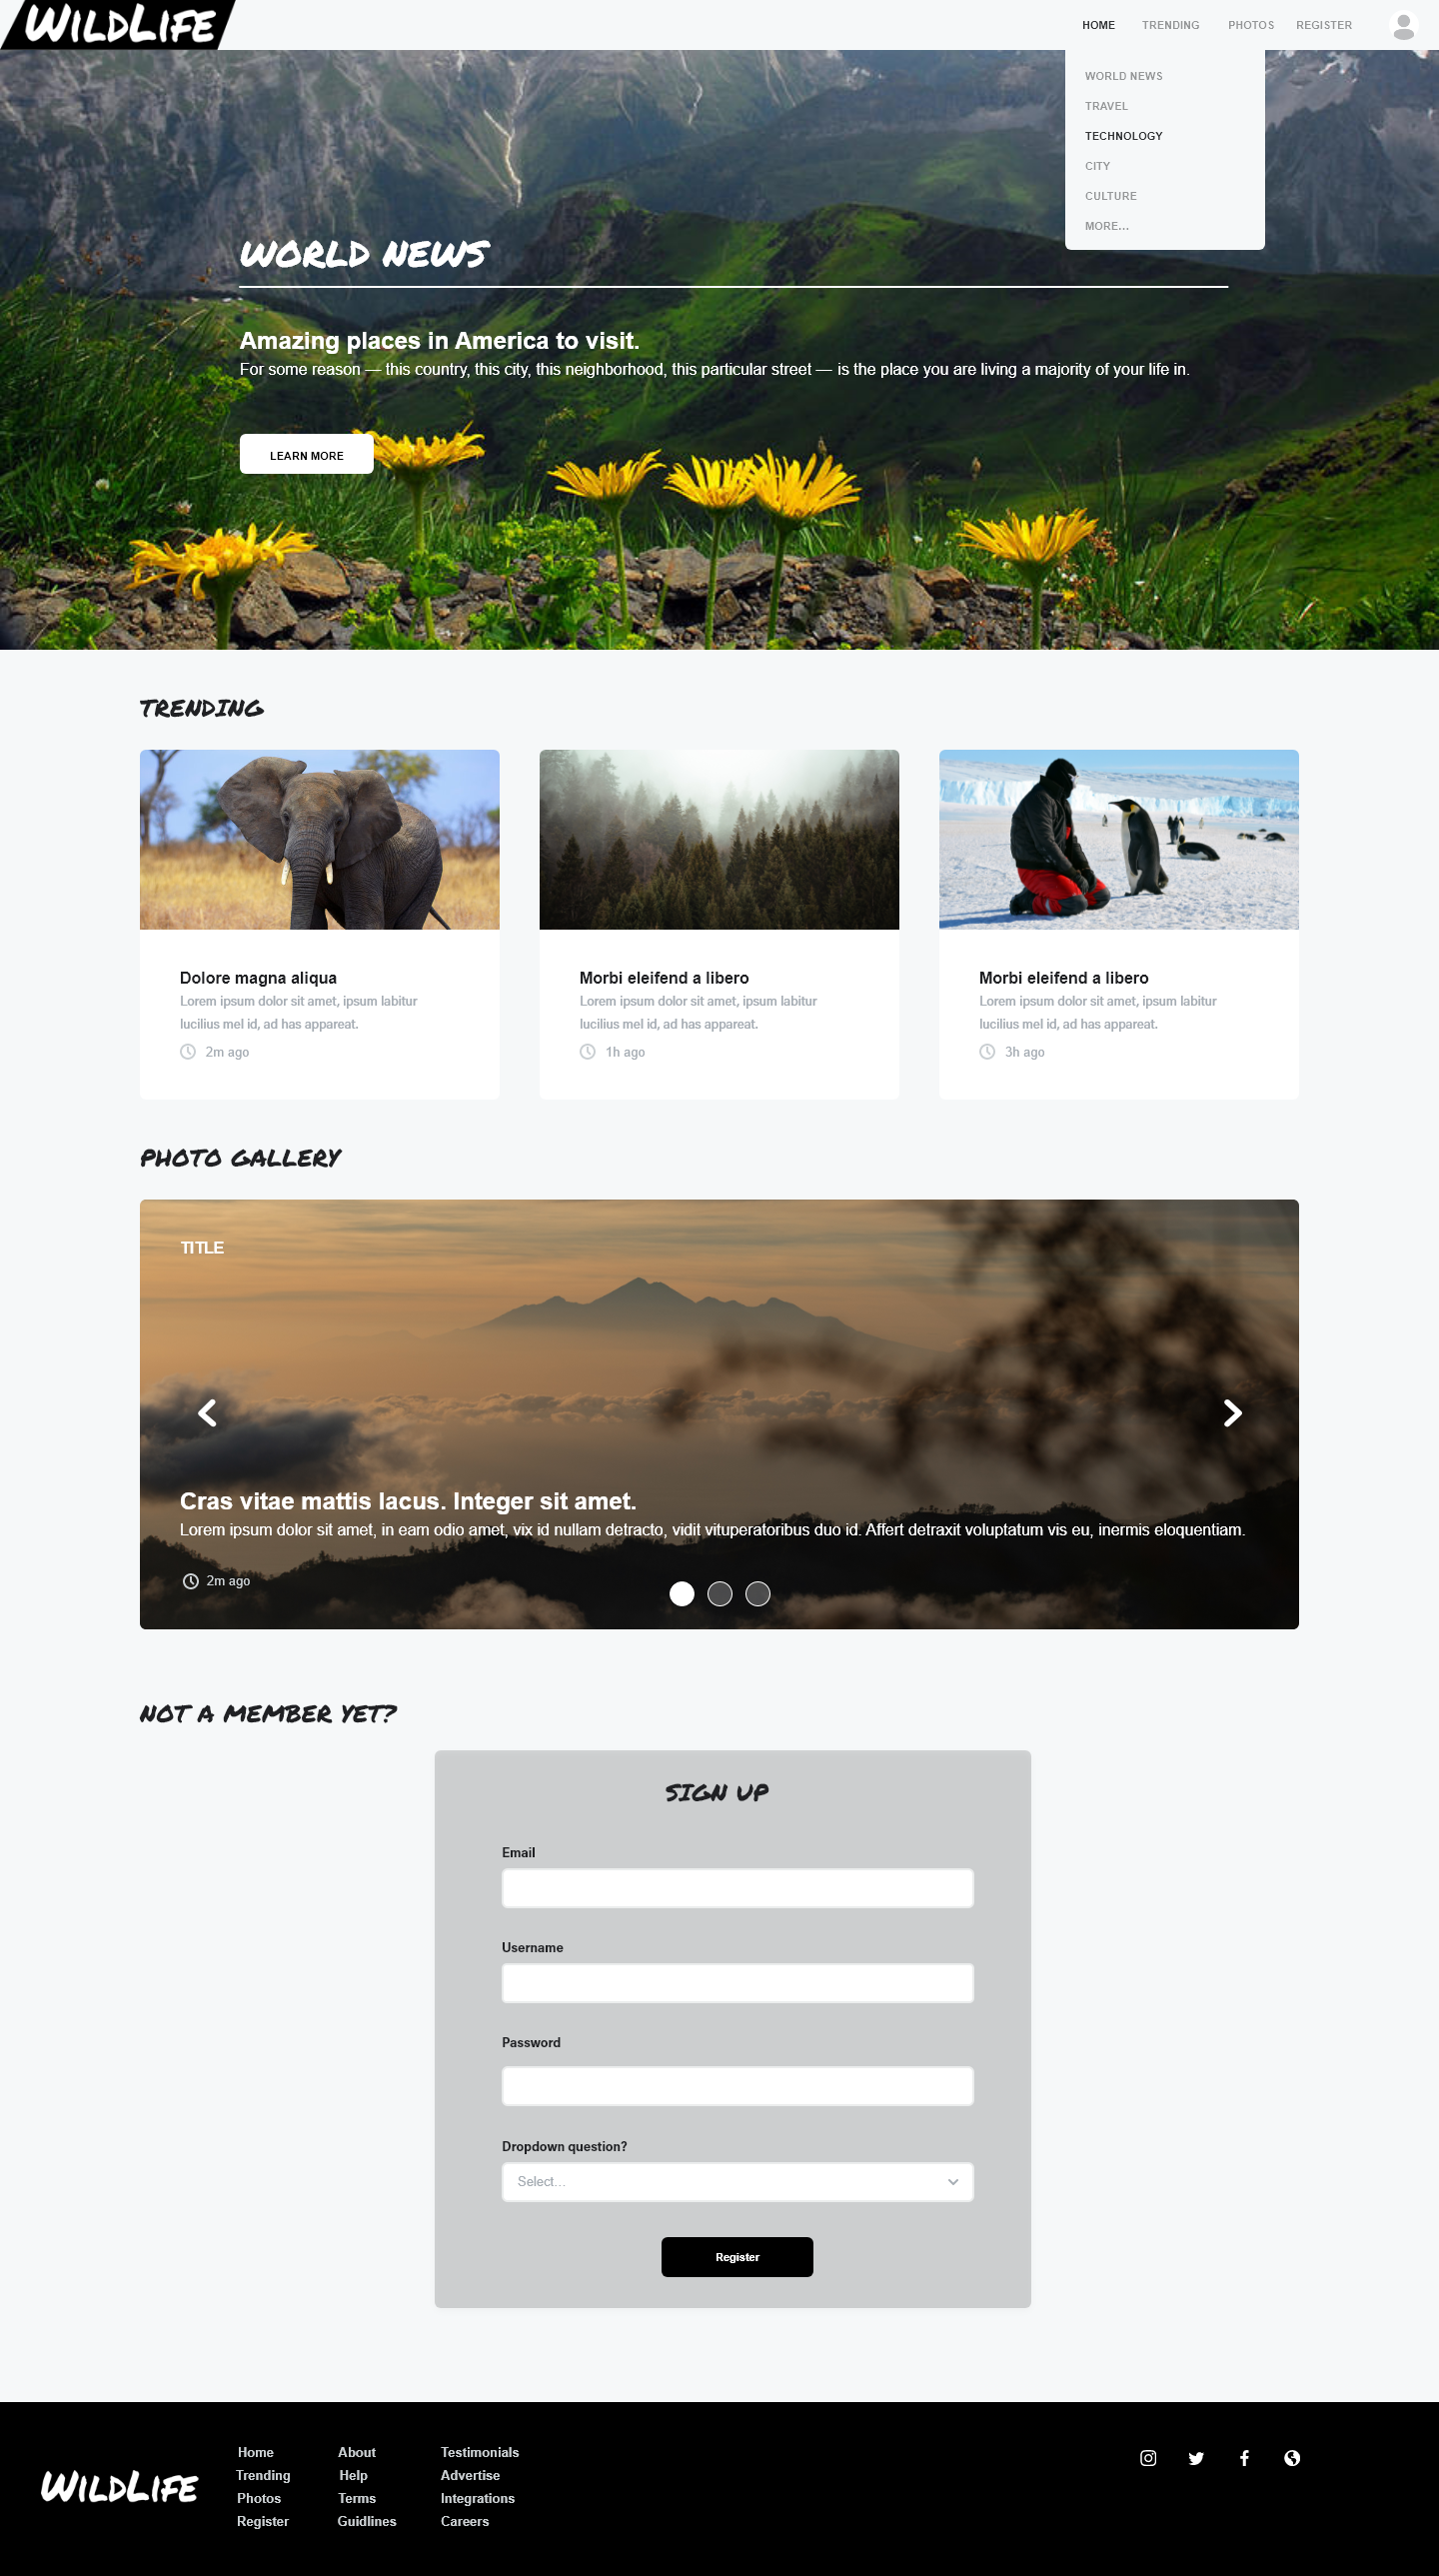 WILDLIFE
HOME TRENDING PHOTOS REGISTER
WORLD NEWS
TRAVEL
TECHNOLOGY
CITY
CULTURE
MORE...
WORLD NEWS
Amazing places in America to visit.
For some reason — this country, this city, this neighborhood, this particular street — is the place you are living a majority of your life in.
LEARN MORE
TRENDING
Dolore magna aliqua
Lorem ipsum dolor sit amet, ipsum labitur
lucilius mel id, ad has appareat.
2m ago
Morbi eleifend a libero
Lorem ipsum dolor sit amet, ipsum labitur
lucilius mel id, ad has appareat.
1h ago
Morbi eleifend a libero
Lorem ipsum dolor sit amet, ipsum labitur
lucilius mel id, ad has appareat.
3h ago
PHOTO GALLERY
TITLE
Cras vitae mattis lacus. Integer sit amet.
Lorem ipsum dolor sit amet, in eam odio amet, vix id nullam detracto, vidit vituperatoribus duo id. Affert detraxit voluptatum vis eu, inermis eloquentiam.
2m ago
NOT A MEMBER YET?
SIGN UP
Email
Username
Password
Dropdown question?
Select...
Register
WILDLIFE
Home
Trending
Photos
Register
About
Help
Terms
Guidlines
Testimonials
Advertise
Integrations
Careers